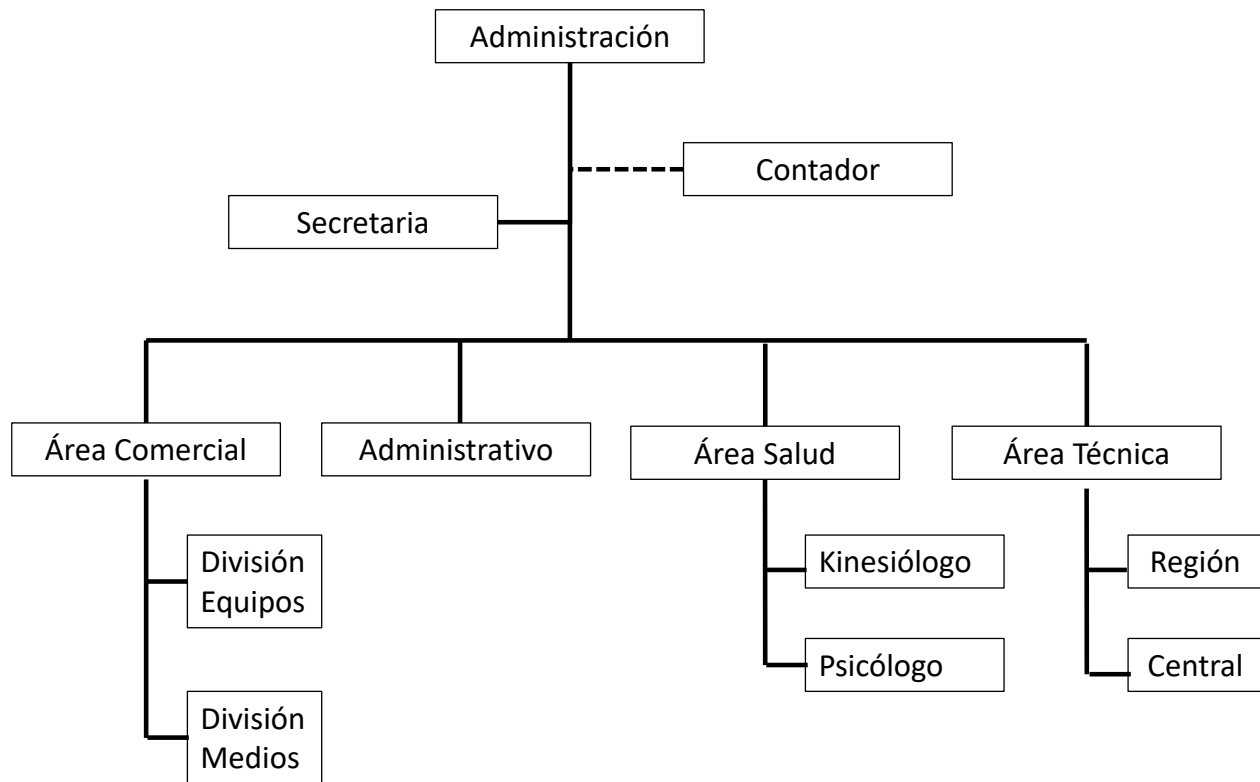 Administración
Contador
Secretaria
Área Comercial
Administrativo
Área Salud
Área Técnica
División
Equipos
Kinesiólogo
Región
Psicólogo
Central
División
Medios